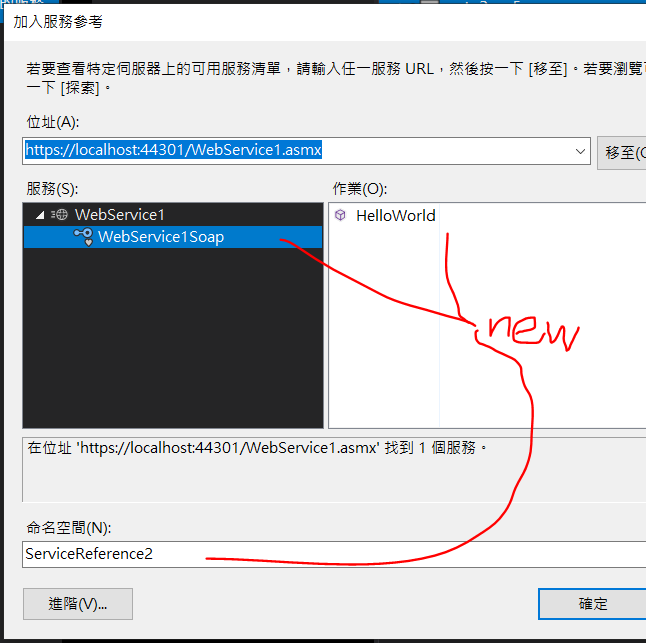 加入服務參考
若要查看特定伺服器上的可用服務清單，請輸入任一服務 URL，然後按一下 [移至]。若要瀏覽
一下 [探索]。
位址(A):
https://localhost:44301/WebService1.asmx
移至(
服務(S):
作業(O):
WebService1
WebService1Soap
HelloWorld
new
在位址 'https://localhost:44301/WebService1.asmx' 找到 1 個服務。
命名空間(N):
ServiceReference2
進階(V)...
確定